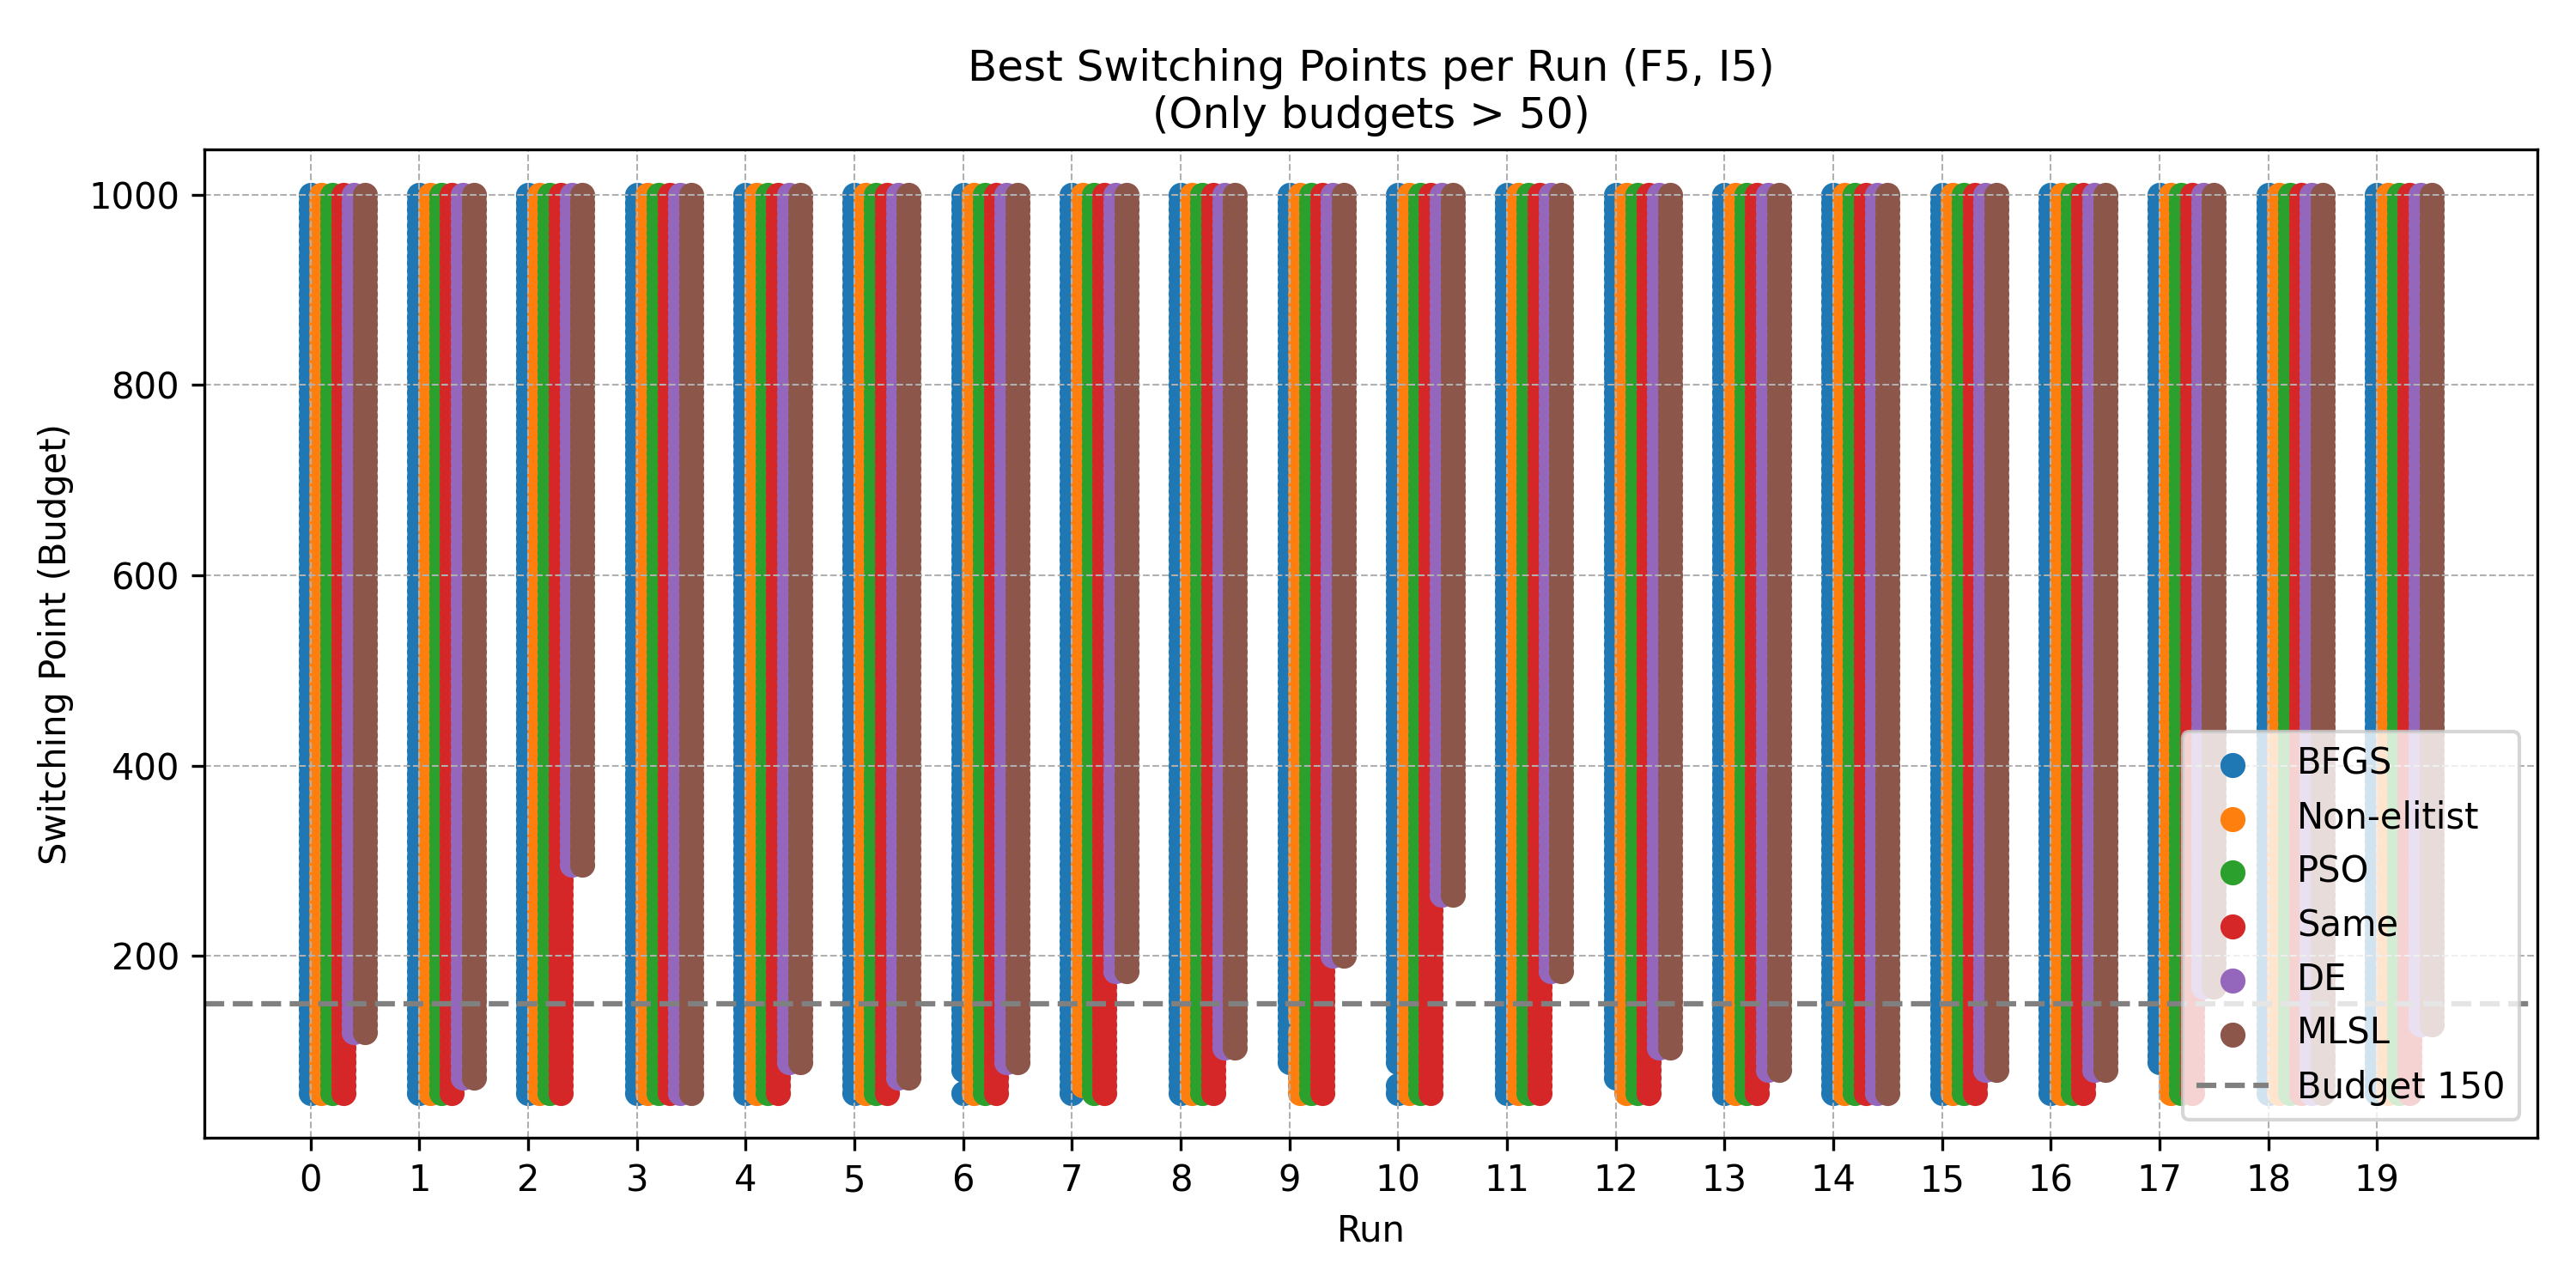 Best Switching Points per Run (F5, I5)
(Only budgets > 50)
Switching Point (Budget)
1000
800
600
400
200
BFGS
Non-elitist
PSO
Same
DE
MLSL
Budget 150
0 1 2 3 4 5 6 7 8 9 10 11 12 13 14 15 16 17 18 19
Run